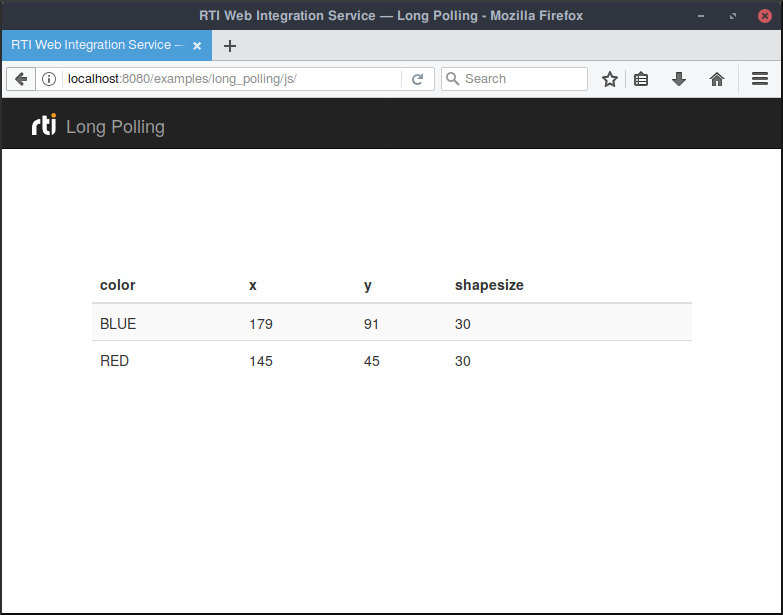 RTI Web Integration Service — Long Polling - Mozilla Firefox
RTI Web Integration Service —
localhost:8080/examples/long_polling/js/
Search
rti Long Polling
color x y shapesize
BLUE 179 91 30
RED 145 45 30